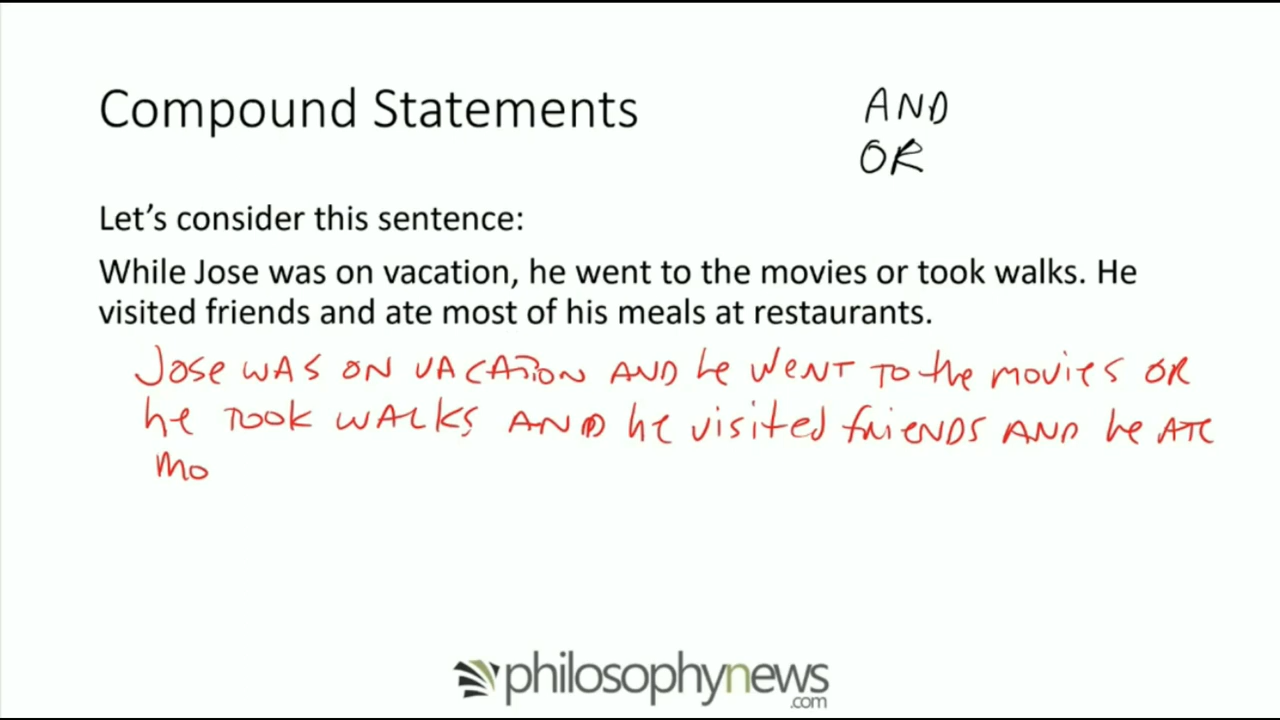 Compound Statements
AND
OR
Let's consider this sentence:
While Jose was on vacation, he went to the movies or took walks. He
visited friends and ate most of his meals at restaurants.
JOSE WAS ON VACATION AND he WENT TO the movies OR
he TOOK WALKS AND he visited friENDS AND he ATE
mo
philosophynews
.com